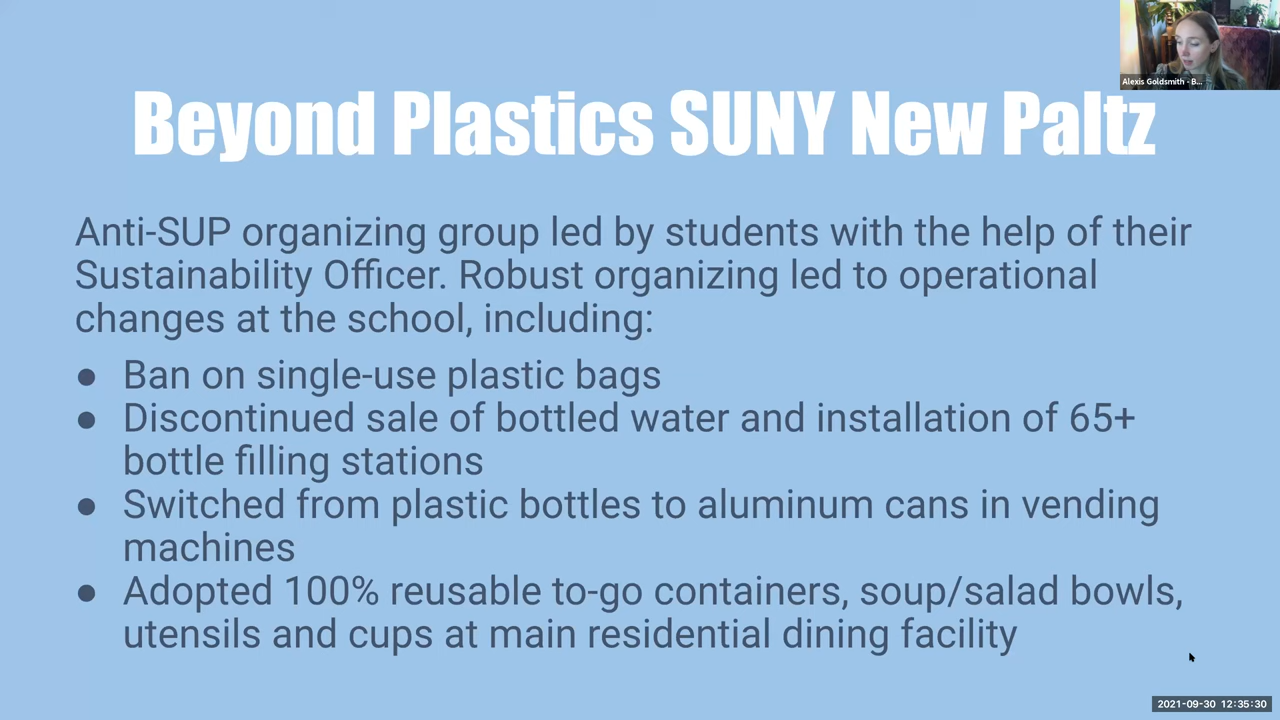 Alexis Goldsmith - B...
Beyond Plastics SUNY New Paltz
Anti-SUP organizing group led by students with the help of their
Sustainability Officer. Robust organizing led to operational
changes at the school, including:
● Ban on single-use plastic bags
● Discontinued sale of bottled water and installation of 65+
bottle filling stations
● Switched from plastic bottles to aluminum cans in vending
machines
● Adopted 100% reusable to-go containers, soup/salad bowls,
utensils and cups at main residential dining facility
2021-09-30 12:35:30